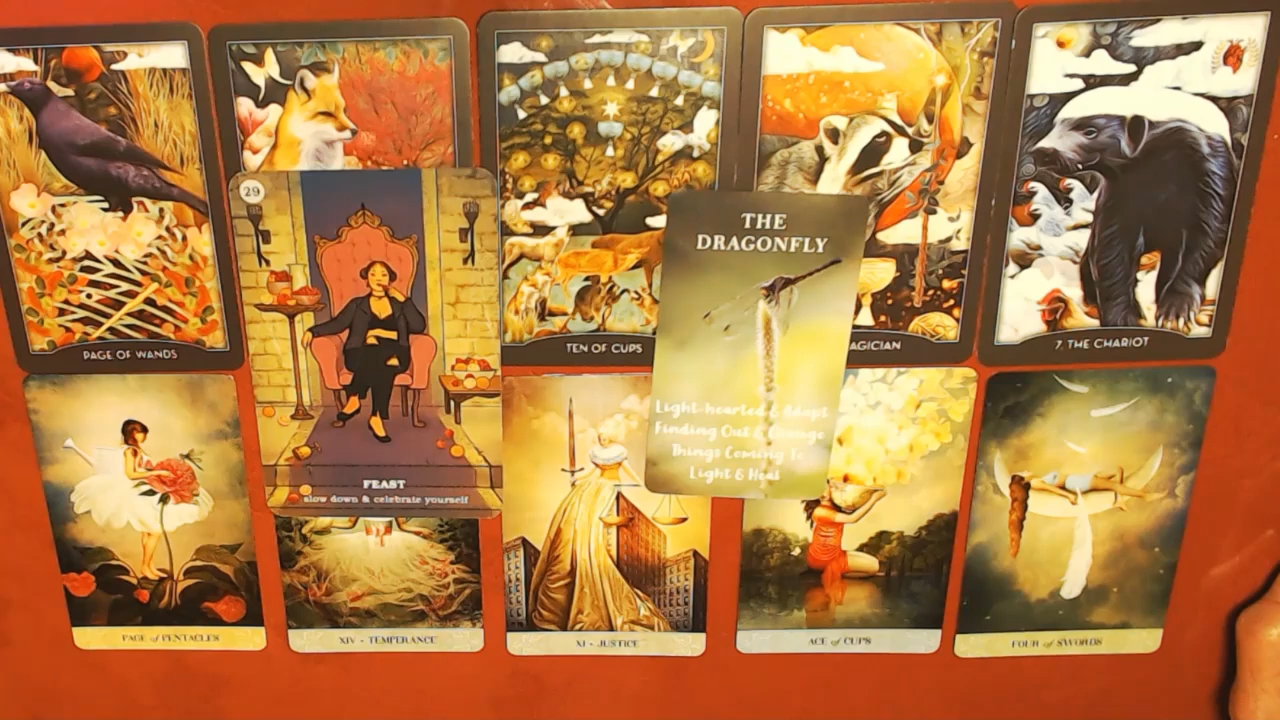 PAGE OF WANDS
TEN OF CUPS
AGICIAN
7, THE CHARIOT
29
FEAST
slow down & celebrate yourself
THE
DRAGONFLY
Light-hearted & Adapt
Finding Out & Change
Things Coming To
Light & Heal
PAGE of PENTACLES
XIV - TEMPERANCE
XI - JUSTICE
ACE of CUPS
FOUR of SWORDS